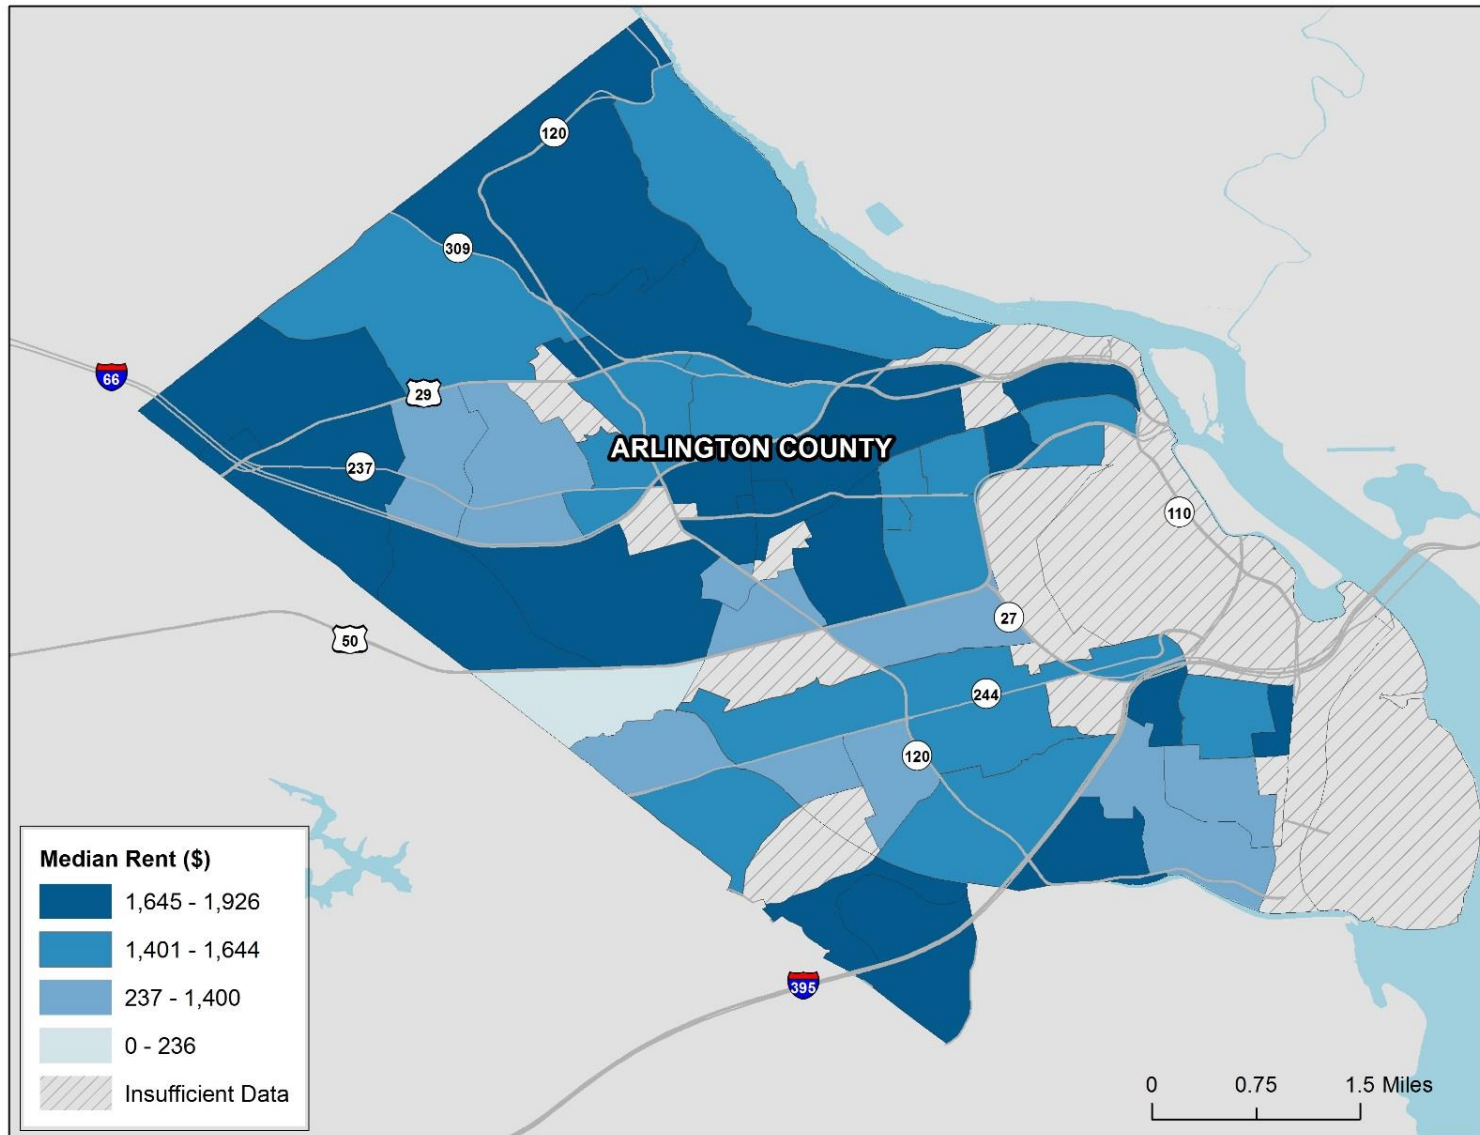 120
309
66
29
ARLINGTON COUNTY
237
110
27
50
244
120
395
Median Rent ($)
1,645 - 1,926
1,401 - 1,644
237 - 1,400
0 - 236
Insufficient Data
0 0.75 1.5 Miles